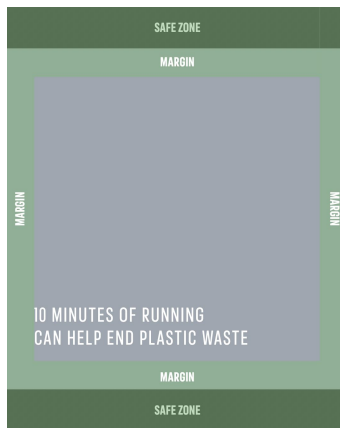 SAFE ZONE
MARGIN
MARGIN
MARGIN
10 MINUTES OF RUNNING
CAN HELP END PLASTIC WASTE
MARGIN
SAFE ZONE